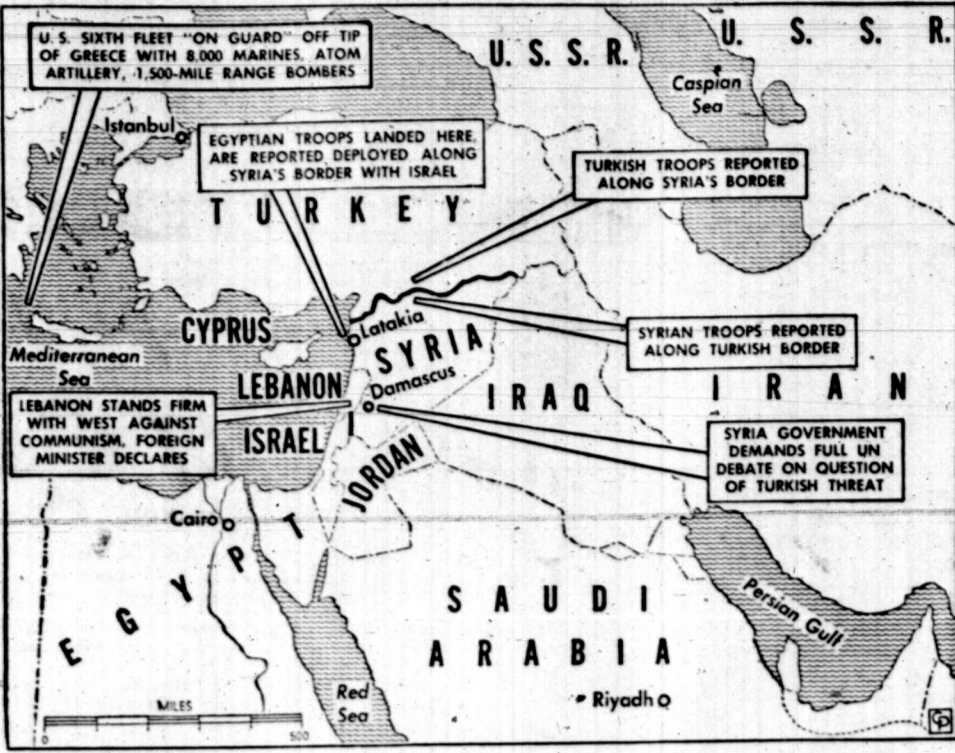 U. S. SIXTH FLEET "ON GUARD" OFF TIP
OF GREECE WITH 8,000 MARINES, ATOM
ARTILLERY, 1,500-MILE RANGE BOMBERS
U. S. S. R.
U. S. S. R.
Caspian
Sea
Istanbul
EGYPTIAN TROOPS LANDED HERE,
ARE REPORTED DEPLOYED ALONG
SYRIA'S BORDER WITH ISRAEL
TURKISH TROOPS REPORTED
ALONG SYRIA'S BORDER
TURKEY
CYPRUS
Latakia
SYRIA
SYRIAN TROOPS REPORTED
ALONG TURKISH BORDER
Mediterranean
Sea
LEBANON
Damascus
IRAQ
IRAN
LEBANON STANDS FIRM
WITH WEST AGAINST
COMMUNISM, FOREIGN
MINISTER DECLARES
ISRAEL
JORDAN
SYRIA GOVERNMENT
DEMANDS FULL UN
DEBATE ON QUESTION
OF TURKISH THREAT
Cairo
EGYPT
SAUDI
ARABIA
Persian Gulf
Red
Sea
Riyadh
MILES
0
500
CP